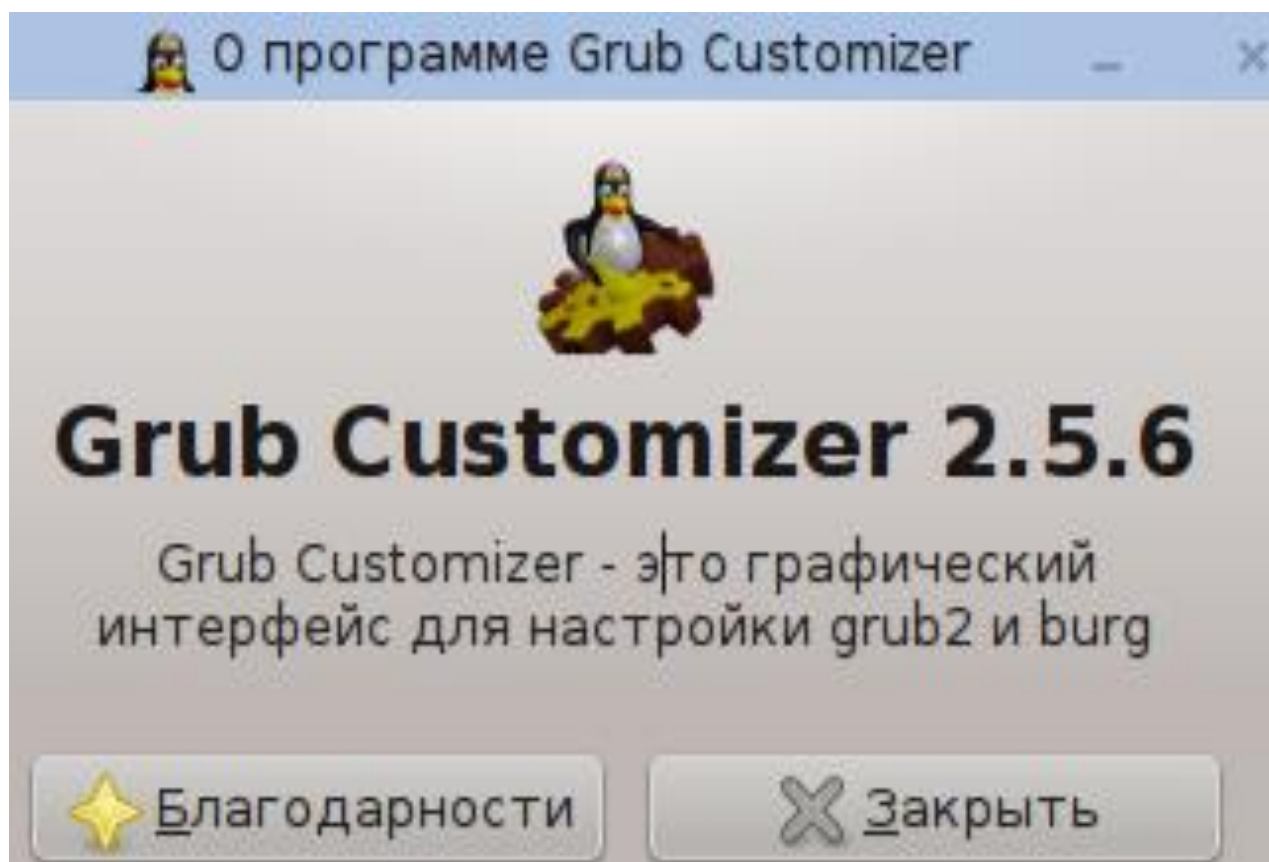 О программе Grub Customizer
Grub Customizer 2.5.6
Grub Customizer - это графический
интерфейс для настройки grub2 и burg
Благодарности
Закрыть